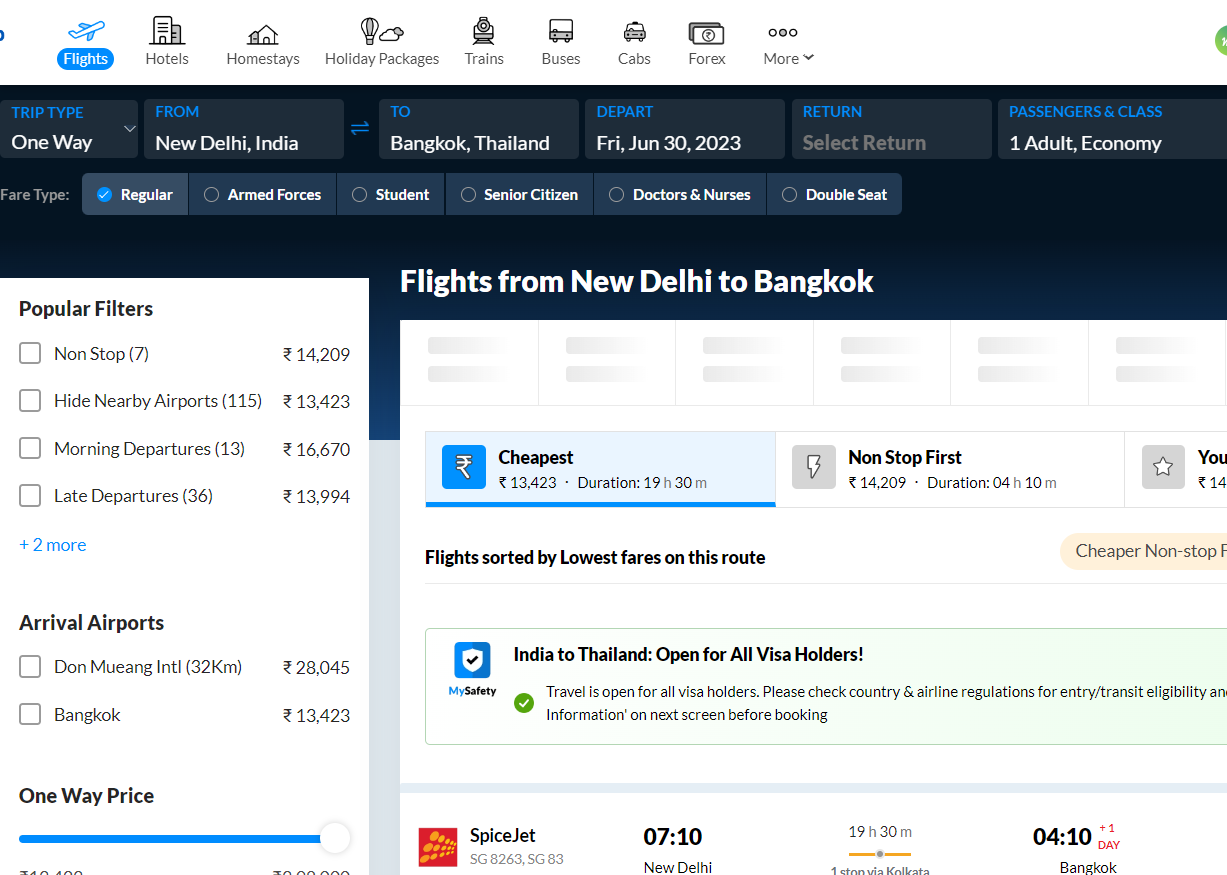 Flights
Hotels
Homestays
Holiday Packages
Trains
Buses
Cabs
Forex
More
TRIP TYPE
One Way
FROM
New Delhi, India
TO
Bangkok, Thailand
DEPART
Fri, Jun 30, 2023
RETURN
Select Return
PASSENGERS & CLASS
1 Adult, Economy
Fare Type:
Regular
Armed Forces
Student
Senior Citizen
Doctors & Nurses
Double Seat
Flights from New Delhi to Bangkok
Popular Filters
Non Stop (7) ₹ 14,209
Hide Nearby Airports (115) ₹ 13,423
Morning Departures (13) ₹ 16,670
Late Departures (36) ₹ 13,994
+ 2 more
Arrival Airports
Don Mueang Intl (32Km) ₹ 28,045
Bangkok ₹ 13,423
One Way Price
Cheapest
₹ 13,423 · Duration: 19 h 30 m
Non Stop First
₹ 14,209 · Duration: 04 h 10 m
You
₹ 14
Flights sorted by Lowest fares on this route
Cheaper Non-stop F
MySafety
India to Thailand: Open for All Visa Holders!
Travel is open for all visa holders. Please check country & airline regulations for entry/transit eligibility an
Information' on next screen before booking
SpiceJet
SG 8263, SG 83
07:10
New Delhi
19 h 30 m
1 stop via Kolkata
04:10 + 1 DAY
Bangkok